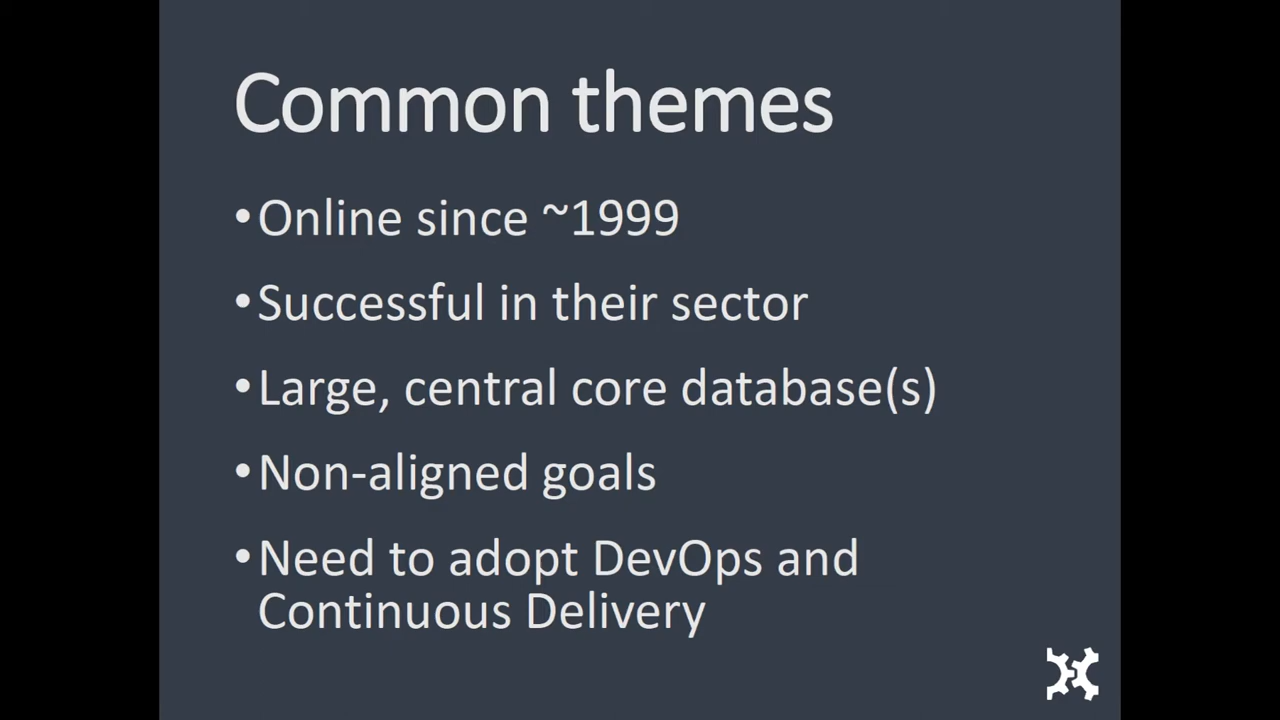 Common themes
•Online since ~1999
•Successful in their sector
•Large, central core database(s)
•Non-aligned goals
•Need to adopt DevOps and
Continuous Delivery